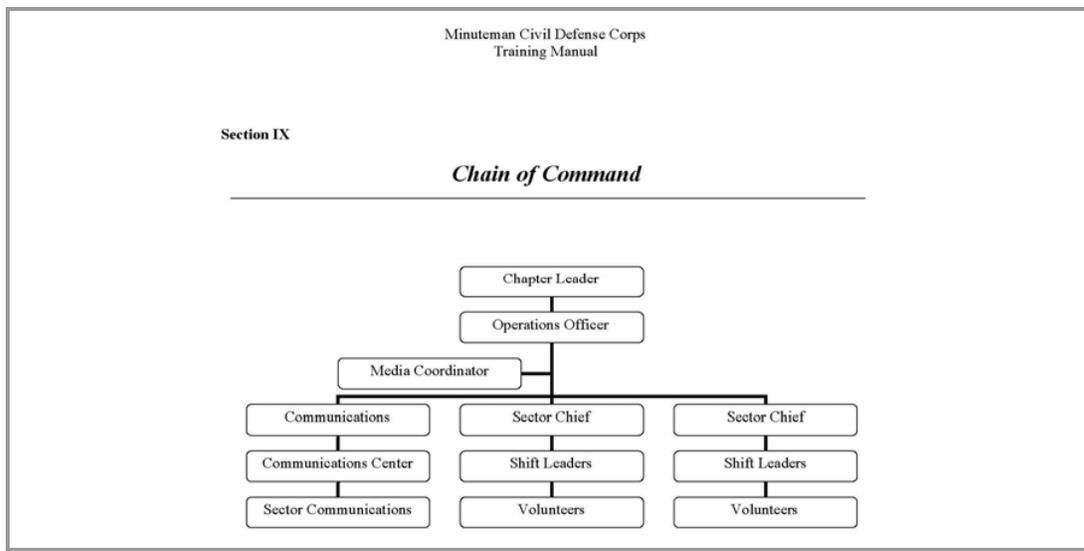 Minuteman Civil Defense Corps
Training Manual
Section IX
Chain of Command
Chapter Leader
Operations Officer
Media Coordinator
Communications
Sector Chief
Sector Chief
Communications Center
Shift Leaders
Shift Leaders
Sector Communications
Volunteers
Volunteers